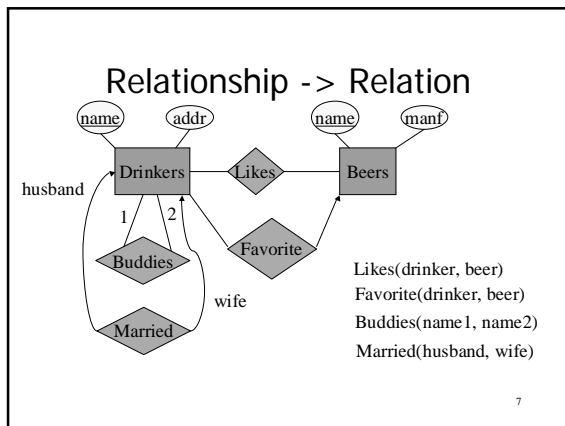 Relationship -> Relation
name
addr
name
manf
Drinkers
Likes
Beers
husband
1
2
Buddies
Favorite
wife
Married
Likes(drinker, beer)
Favorite(drinker, beer)
Buddies(name1, name2)
Married(husband, wife)
7